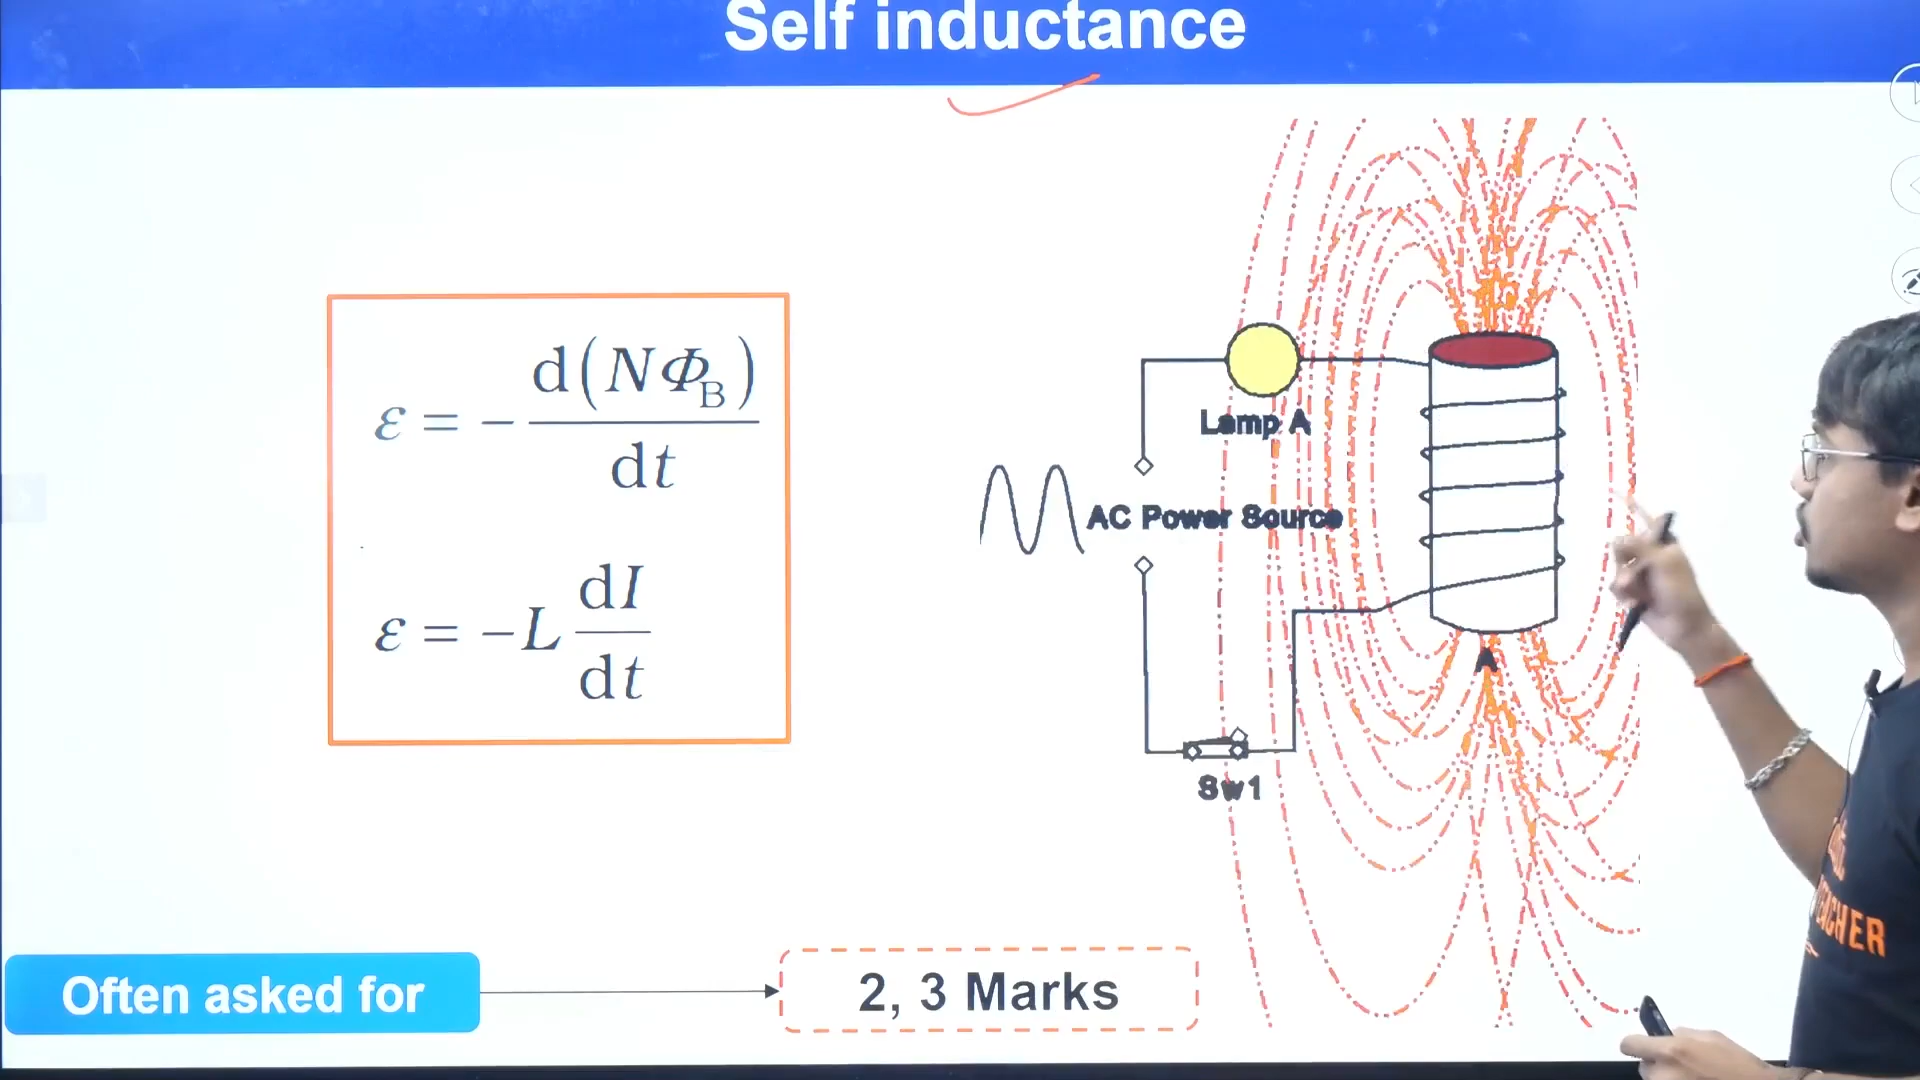 Self inductance
ε = - d(NΦ_B)/dt
ε = -L dI/dt
Lamp A
AC Power Source
A
Sw1
Often asked for
2, 3 Marks